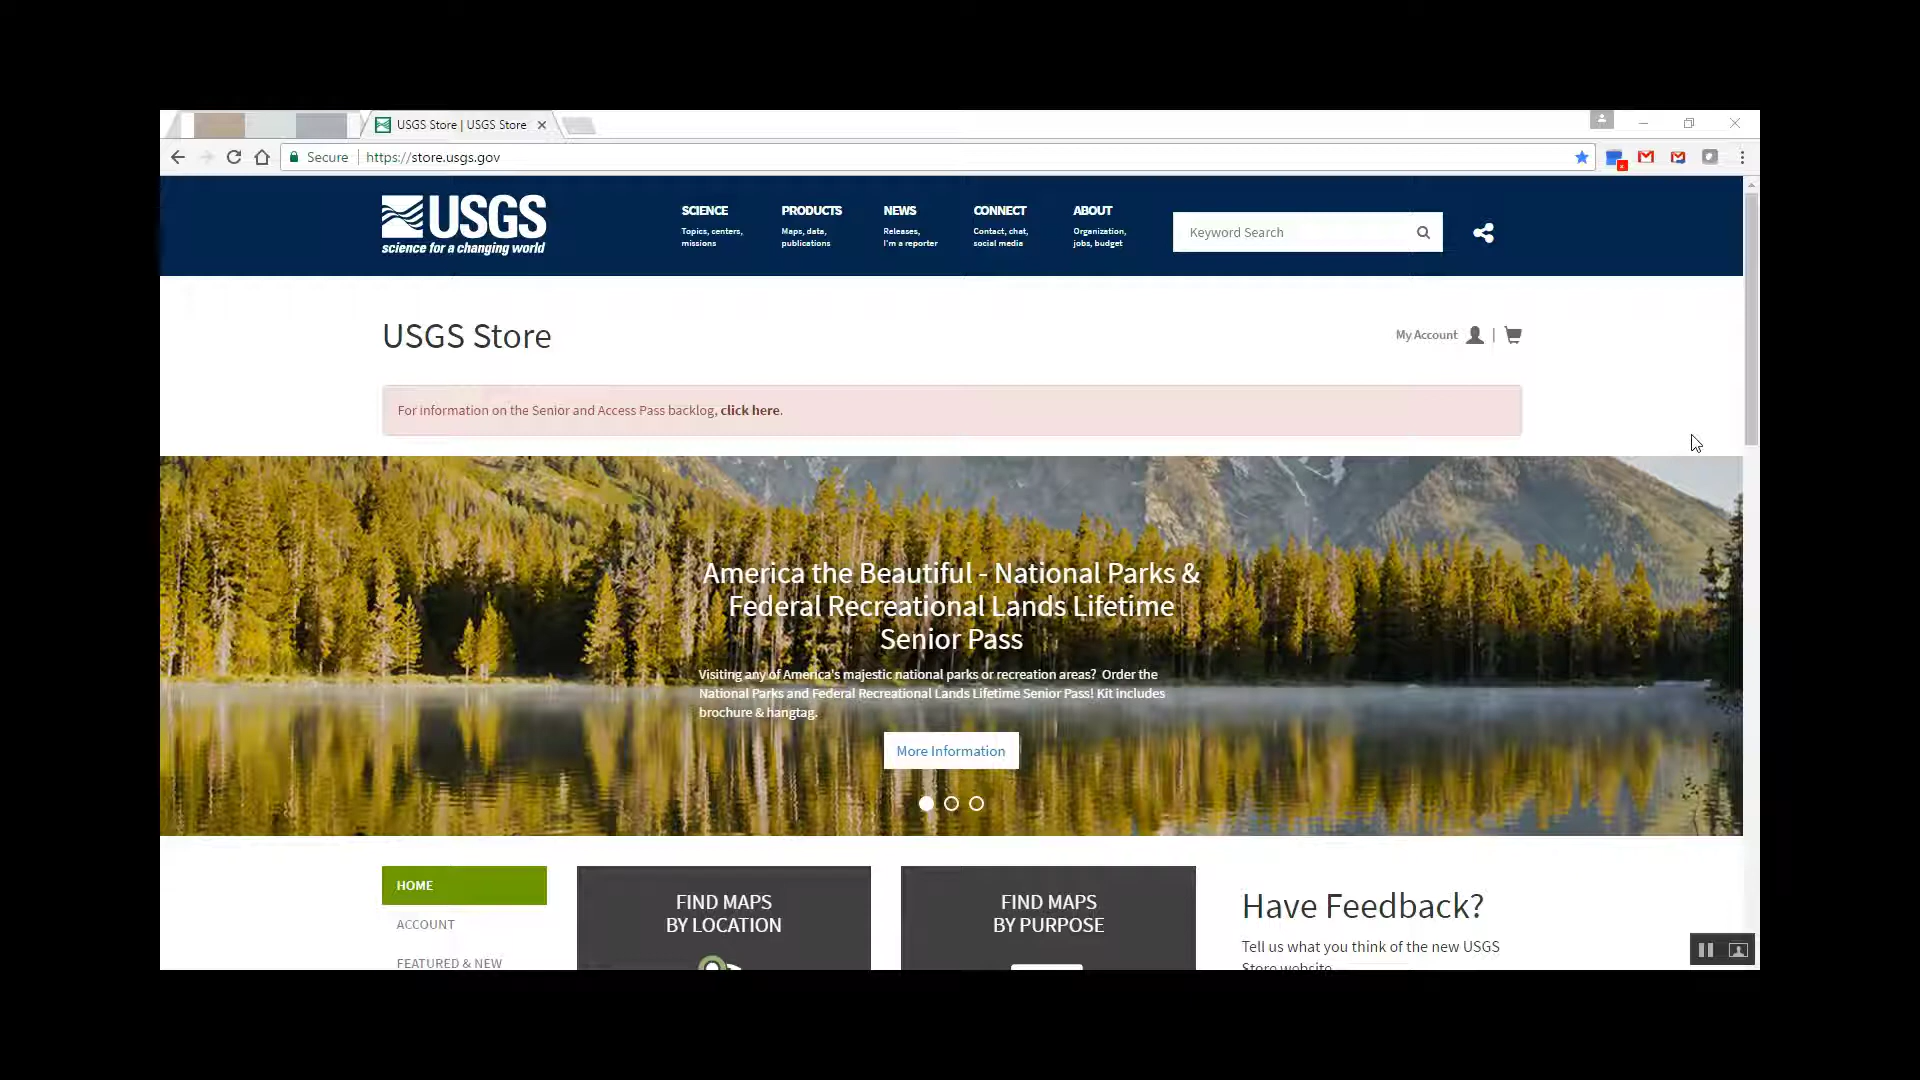 USGS Store | USGS Store
Secure
https://store.usgs.gov
USGS
science for a changing world
SCIENCE
Topics, centers,
missions
PRODUCTS
Maps, data,
publications
NEWS
Releases,
I'm a reporter
CONNECT
Contact, chat,
social media
ABOUT
Organization,
jobs, budget
Keyword Search
USGS Store
My Account
For information on the Senior and Access Pass backlog, click here.
America the Beautiful - National Parks &
Federal Recreational Lands Lifetime
Senior Pass
Visiting any of America's majestic national parks or recreation areas? Order the
National Parks and Federal Recreational Lands Lifetime Senior Pass! Kit includes
brochure & hangtag.
More Information
HOME
ACCOUNT
FEATURED & NEW
FIND MAPS
BY LOCATION
FIND MAPS
BY PURPOSE
Have Feedback?
Tell us what you think of the new USGS
Store website